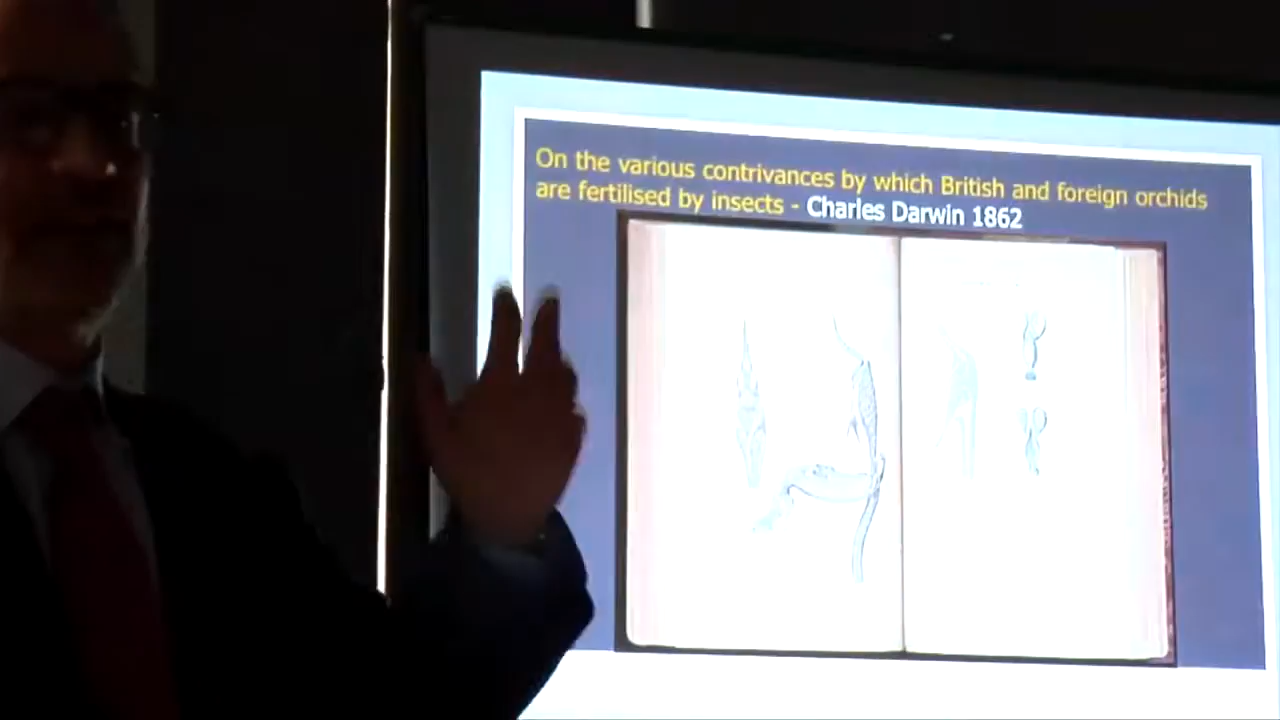 On the various contrivances by which British and foreign orchids
are fertilised by insects - Charles Darwin 1862